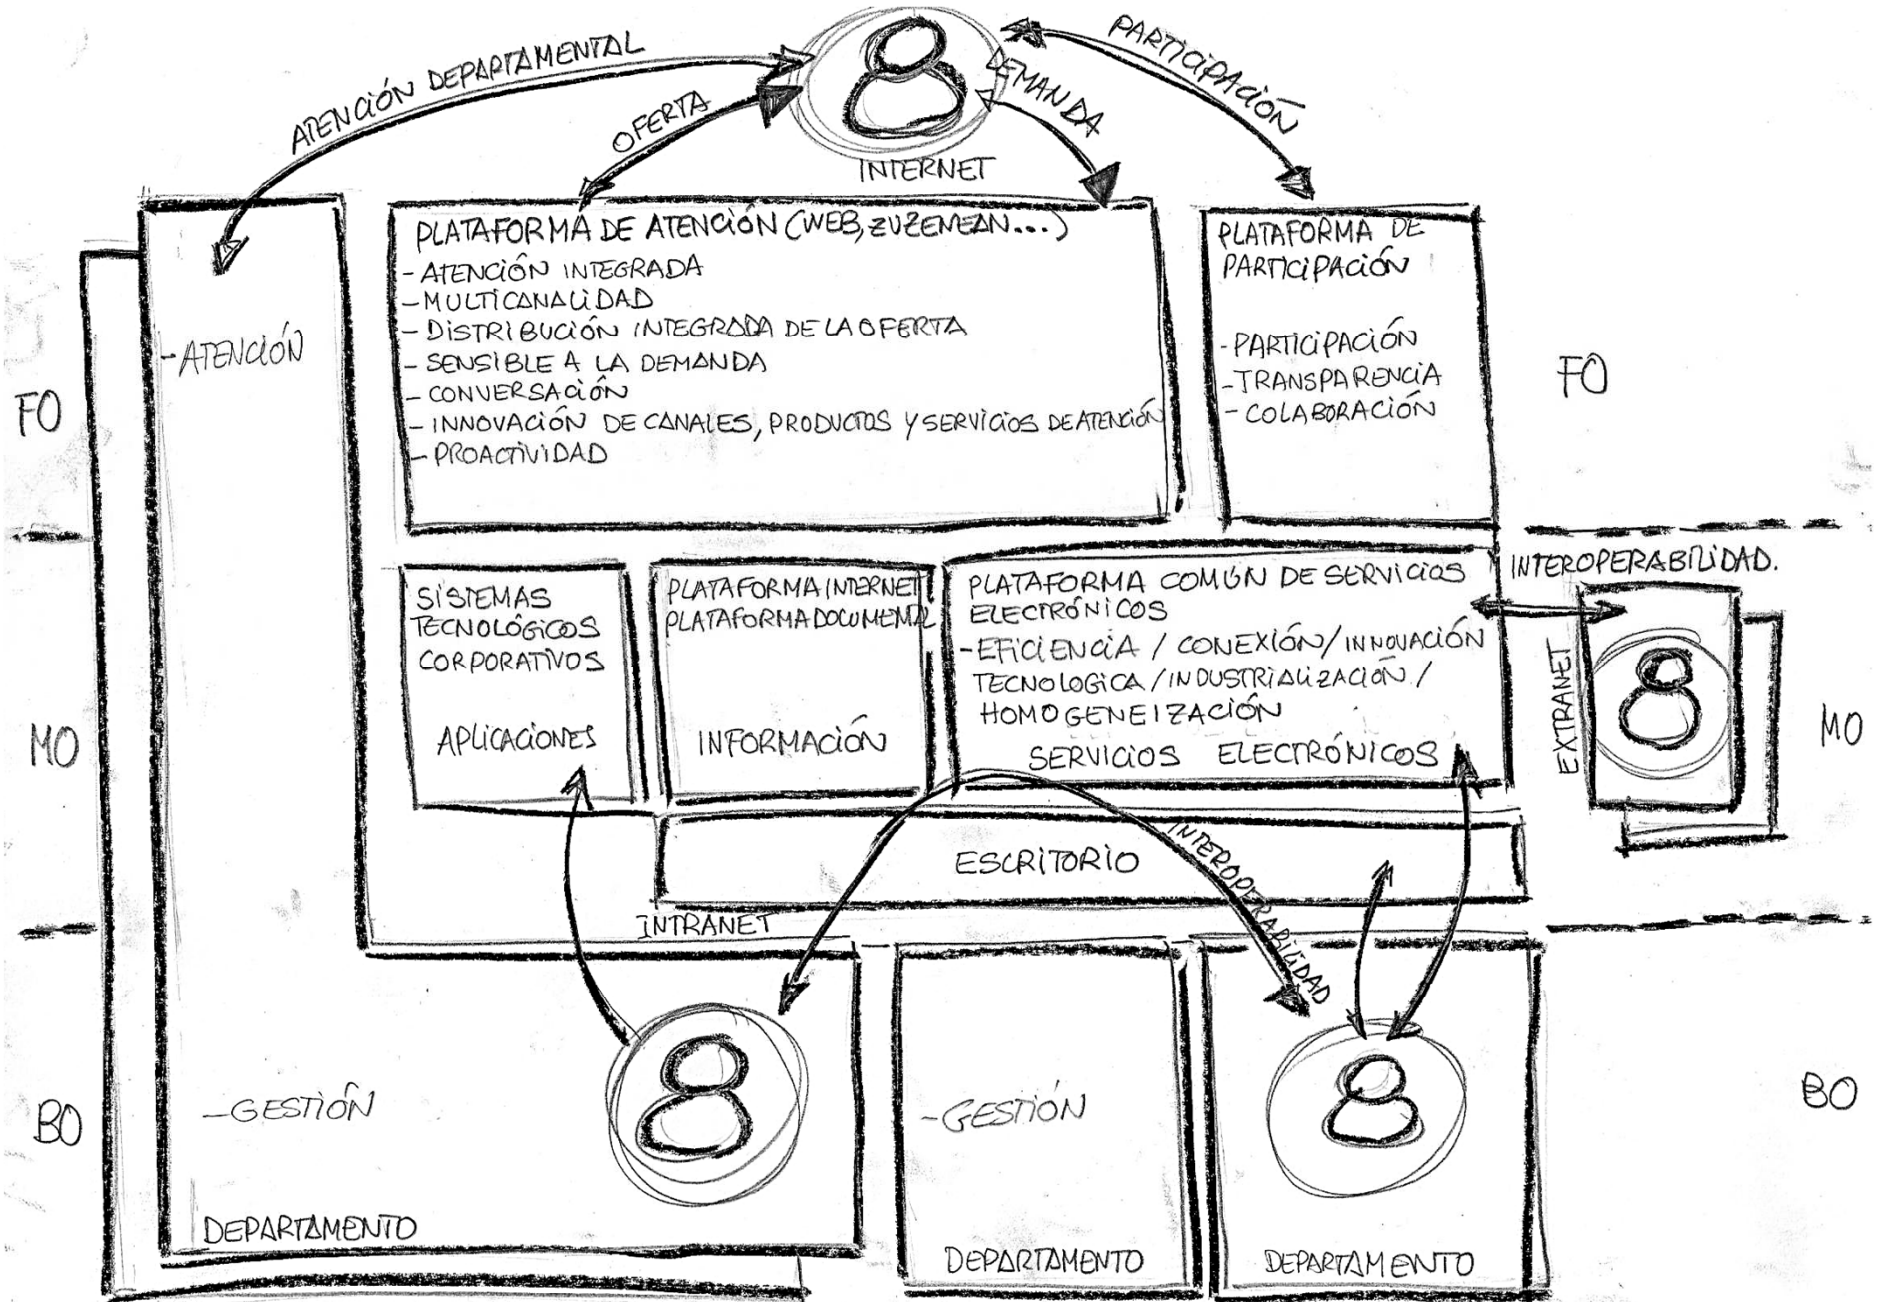 ATENCIÓN DEPARTAMENTAL
OFERTA
DEMANDA
PARTICIPACIÓN
INTERNET
PLATAFORMA DE ATENCIÓN (WEB, ZUZENEAN...)
- ATENCIÓN INTEGRADA
- MULTICANALIDAD
- DISTRIBUCIÓN INTEGRADA DE LA OFERTA
- SENSIBLE A LA DEMANDA
- CONVERSACIÓN
- INNOVACIÓN DE CANALES, PRODUCTOS Y SERVICIOS DE ATENCIÓN
- PROACTIVIDAD
PLATAFORMA DE
PARTICIPACIÓN
- PARTICIPACIÓN
- TRANSPARENCIA
- COLABORACIÓN
- ATENCIÓN
FO
FO
SISTEMAS
TECNOLÓGICOS
CORPORATIVOS
APLICACIONES
PLATAFORMA INTERNET
PLATAFORMA DOCUMENTAL
INFORMACIÓN
PLATAFORMA COMÚN DE SERVICIOS
ELECTRÓNICOS
- EFICIENCIA / CONEXIÓN / INNOVACIÓN
TECNOLOGICA / INDUSTRIALIZACIÓN /
HOMOGENEIZACIÓN
SERVICIOS ELECTRÓNICOS
INTEROPERABILIDAD.
EXTRANET
MO
MO
ESCRITORIO
INTEROPERABILIDAD
INTRANET
- GESTIÓN
DEPARTAMENTO
- GESTIÓN
DEPARTAMENTO
DEPARTAMENTO
BO
BO